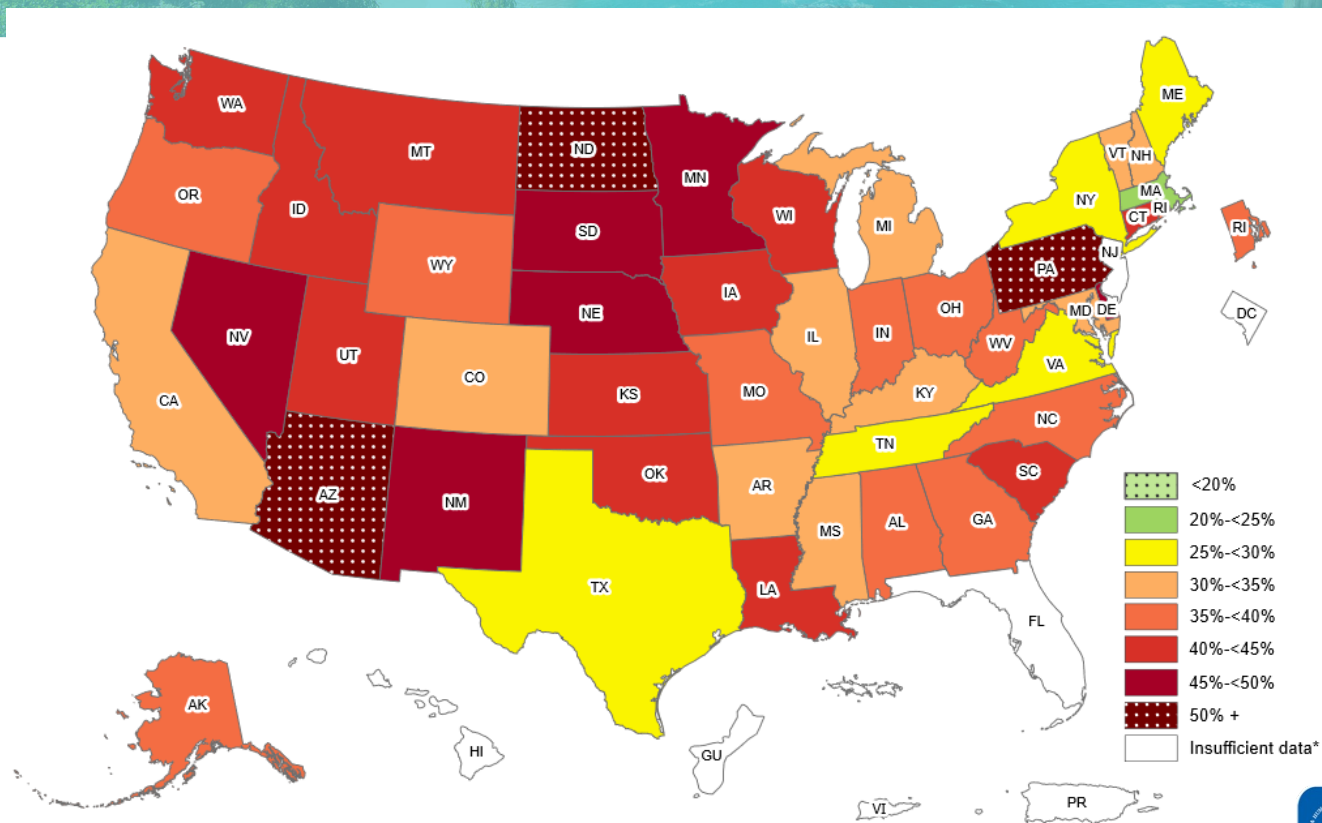 WA
MT
ND
MN
ME
VT
NH
OR
ID
SD
WI
MI
NY
MA
RI
CT
RI
WY
IA
PA
NJ
NE
NV
UT
CO
IL
IN
OH
MD
DE
DC
WV
VA
CA
KS
MO
KY
NC
TN
AZ
NM
OK
AR
SC
MS
AL
GA
TX
LA
FL
AK
HI
GU
VI
PR
<20%
20%-<25%
25%-<30%
30%-<35%
35%-<40%
40%-<45%
45%-<50%
50% +
Insufficient data*